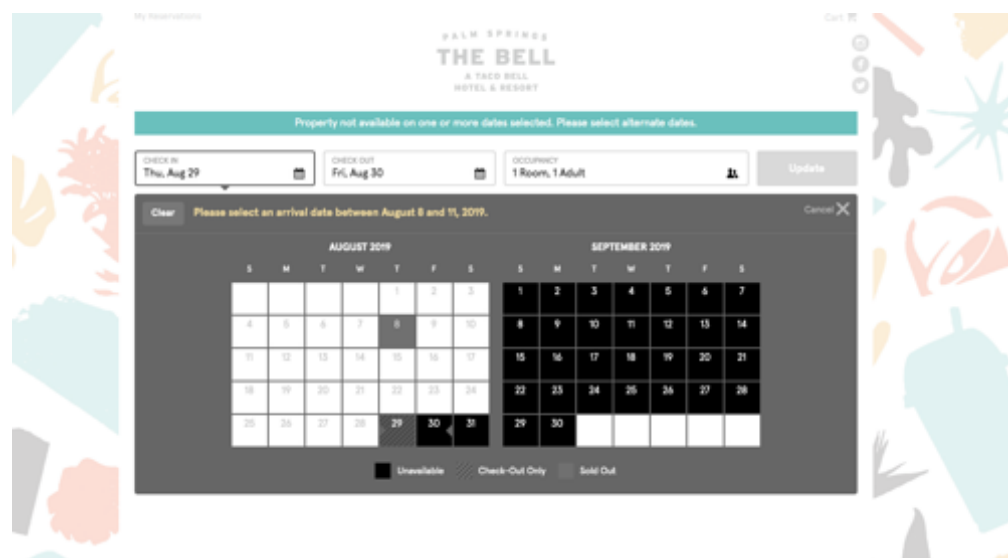 My Reservations
Cart
PALM SPRINGS
THE BELL
A TACO BELL
HOTEL & RESORT
Property not available on one or more dates selected. Please select alternate dates.
CHECK IN
Thu, Aug 29
CHECK OUT
Fri, Aug 30
OCCUPANCY
1 Room, 1 Adult
Update
Clear
Please select an arrival date between August 8 and 11, 2019.
Cancel
AUGUST 2019
S M T W T F S
1 2 3
4 5 6 7 8 9 10
11 12 13 14 15 16 17
18 19 20 21 22 23 24
25 26 27 28 29 30 31
SEPTEMBER 2019
S M T W T F S
1 2 3 4 5 6 7
8 9 10 11 12 13 14
15 16 17 18 19 20 21
22 23 24 25 26 27 28
29 30
Unavailable
Check-Out Only
Sold Out